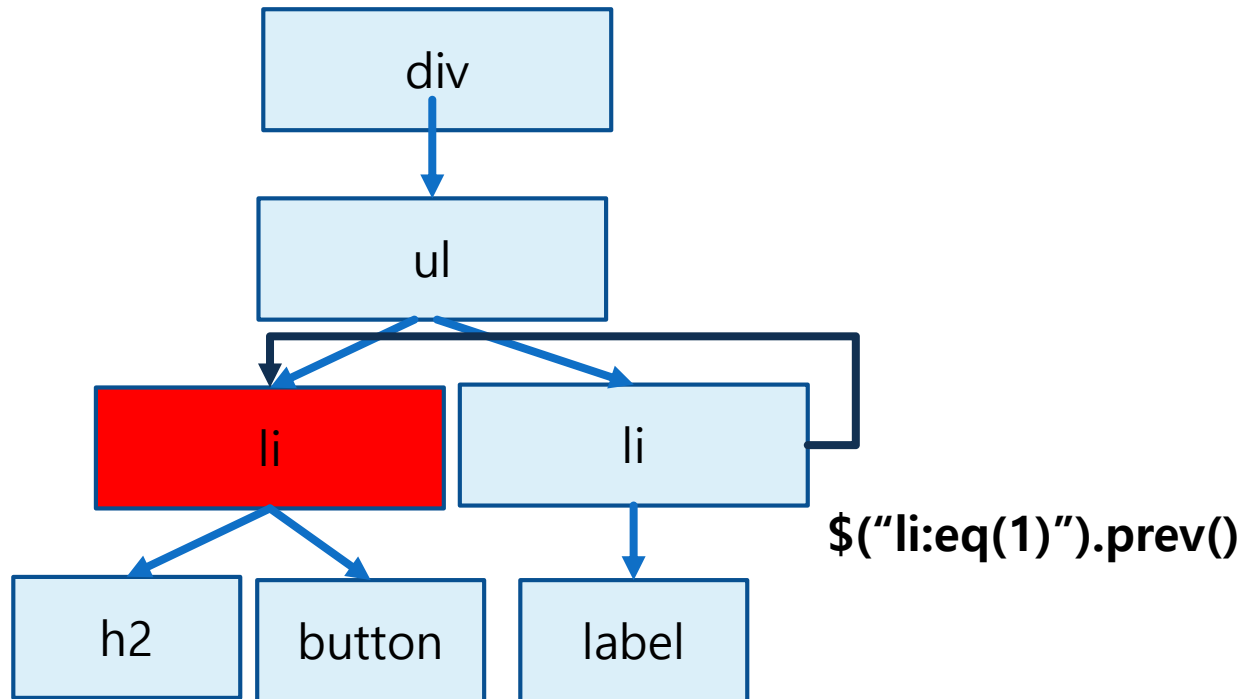 div
ul
li
li
$(“li:eq(1)”).prev()
h2
button
label